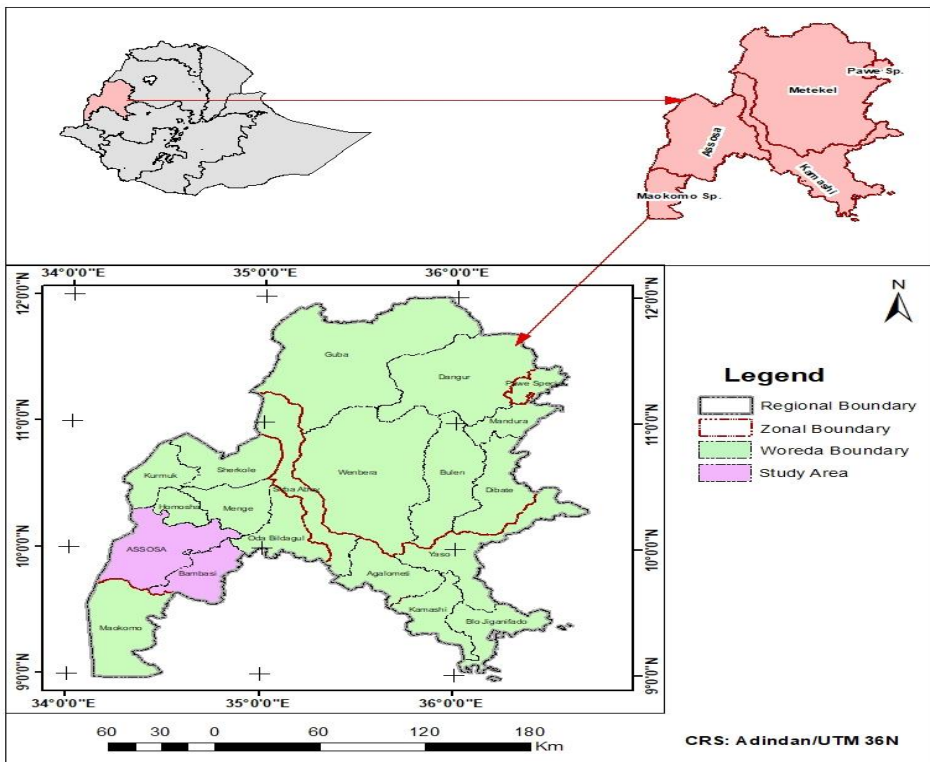 Pawe Sp.
Metekel
Assosa
Kamashi
Maokomo Sp.
34°0'0"E 35°0'0"E 36°0'0"E
12°0'0"N 12°0'0"N
N
Guba
Dangur
Legend
Regional Boundary
Zonal Boundary
Woreda Boundary
Study Area
11°0'0"N 11°0'0"N
Mandura
Kurmuk
Sherkole
Wenbera
Bulen
Dibate
Homosha
Menge
10°0'0"N 10°0'0"N
ASSOSA
Oda Bildagul
Yaso
Bambasi
Agalometi
Kamashi
Maokomo
Blo Jiganifado
9°0'0"N 9°0'0"N
34°0'0"E 35°0'0"E 36°0'0"E
60 30 0 60 120 180
Km
CRS: Adindan/UTM 36N